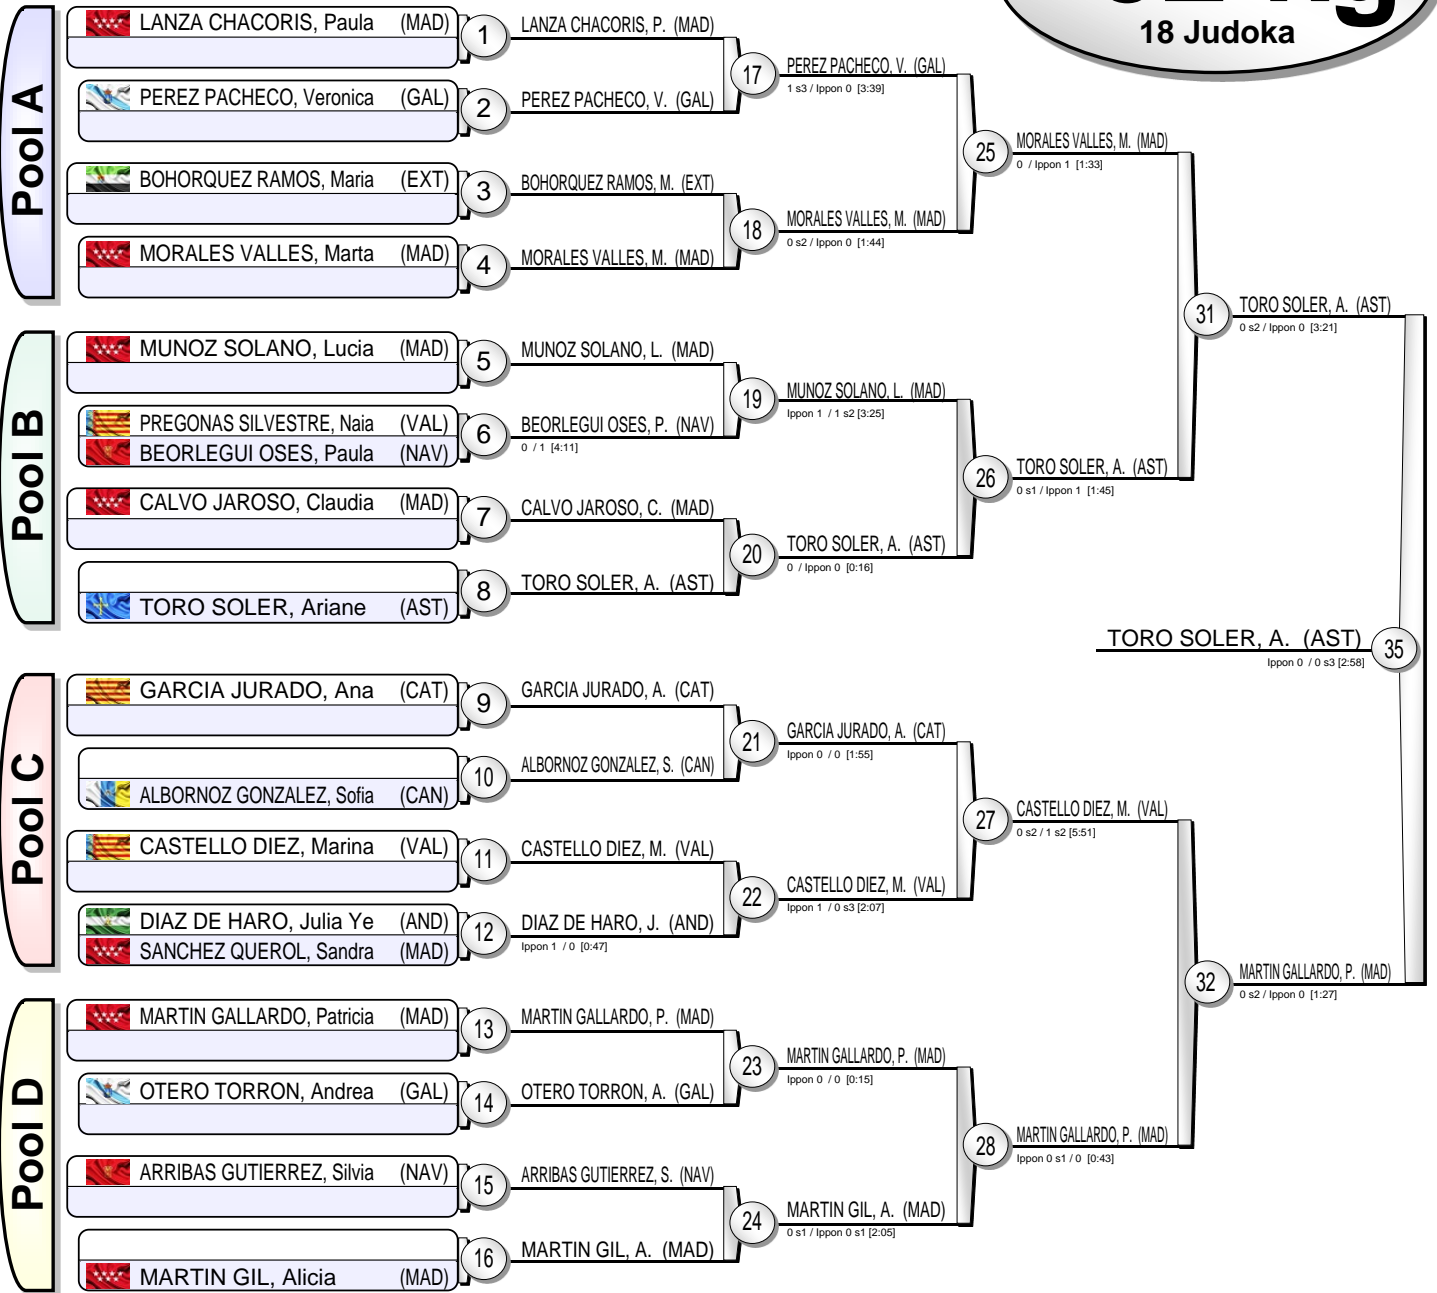 18 Judoka
Pool A
LANZA CHACORIS, Paula (MAD)
1
LANZA CHACORIS, P. (MAD)
PEREZ PACHECO, Veronica (GAL)
2
PEREZ PACHECO, V. (GAL)
17
PEREZ PACHECO, V. (GAL)
1 s3 / Ippon 0 [3:39]
BOHORQUEZ RAMOS, Maria (EXT)
3
BOHORQUEZ RAMOS, M. (EXT)
MORALES VALLES, Marta (MAD)
4
MORALES VALLES, M. (MAD)
18
MORALES VALLES, M. (MAD)
0 s2 / Ippon 0 [1:44]
25
MORALES VALLES, M. (MAD)
0 / Ippon 1 [1:33]
Pool B
MUNOZ SOLANO, Lucia (MAD)
5
MUNOZ SOLANO, L. (MAD)
PREGONAS SILVESTRE, Naia (VAL)
BEORLEGUI OSES, Paula (NAV)
6
BEORLEGUI OSES, P. (NAV)
0 / 1 [4:11]
19
MUNOZ SOLANO, L. (MAD)
Ippon 1 / 1 s2 [3:25]
CALVO JAROSO, Claudia (MAD)
7
CALVO JAROSO, C. (MAD)
TORO SOLER, Ariane (AST)
8
TORO SOLER, A. (AST)
20
TORO SOLER, A. (AST)
0 / Ippon 0 [0:16]
26
TORO SOLER, A. (AST)
0 s1 / Ippon 1 [1:45]
31
TORO SOLER, A. (AST)
0 s2 / Ippon 0 [3:21]
TORO SOLER, A. (AST)
35
Ippon 0 / 0 s3 [2:58]
Pool C
GARCIA JURADO, Ana (CAT)
9
GARCIA JURADO, A. (CAT)
ALBORNOZ GONZALEZ, Sofia (CAN)
10
ALBORNOZ GONZALEZ, S. (CAN)
21
GARCIA JURADO, A. (CAT)
Ippon 0 / 0 [1:55]
CASTELLO DIEZ, Marina (VAL)
11
CASTELLO DIEZ, M. (VAL)
DIAZ DE HARO, Julia Ye (AND)
SANCHEZ QUEROL, Sandra (MAD)
12
DIAZ DE HARO, J. (AND)
Ippon 1 / 0 [0:47]
22
CASTELLO DIEZ, M. (VAL)
Ippon 1 / 0 s3 [2:07]
27
CASTELLO DIEZ, M. (VAL)
0 s2 / 1 s2 [5:51]
Pool D
MARTIN GALLARDO, Patricia (MAD)
13
MARTIN GALLARDO, P. (MAD)
OTERO TORRON, Andrea (GAL)
14
OTERO TORRON, A. (GAL)
23
MARTIN GALLARDO, P. (MAD)
Ippon 0 / 0 [0:15]
ARRIBAS GUTIERREZ, Silvia (NAV)
15
ARRIBAS GUTIERREZ, S. (NAV)
MARTIN GIL, Alicia (MAD)
16
MARTIN GIL, A. (MAD)
24
MARTIN GIL, A. (MAD)
0 s1 / Ippon 0 s1 [2:05]
28
MARTIN GALLARDO, P. (MAD)
Ippon 0 s1 / 0 [0:43]
32
MARTIN GALLARDO, P. (MAD)
0 s2 / Ippon 0 [1:27]